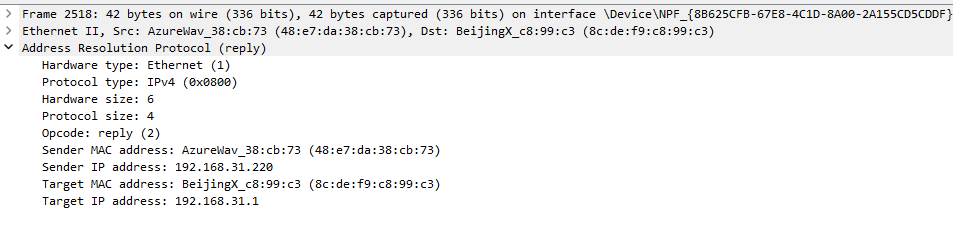 Frame 2518: 42 bytes on wire (336 bits), 42 bytes captured (336 bits) on interface \Device\NPF_{8B625CFB-67E8-4C1D-8A00-2A155CD5CDDF}
Ethernet II, Src: AzureWav_38:cb:73 (48:e7:da:38:cb:73), Dst: BeijingX_c8:99:c3 (8c:de:f9:c8:99:c3)
Address Resolution Protocol (reply)
Hardware type: Ethernet (1)
Protocol type: IPv4 (0x0800)
Hardware size: 6
Protocol size: 4
Opcode: reply (2)
Sender MAC address: AzureWav_38:cb:73 (48:e7:da:38:cb:73)
Sender IP address: 192.168.31.220
Target MAC address: BeijingX_c8:99:c3 (8c:de:f9:c8:99:c3)
Target IP address: 192.168.31.1